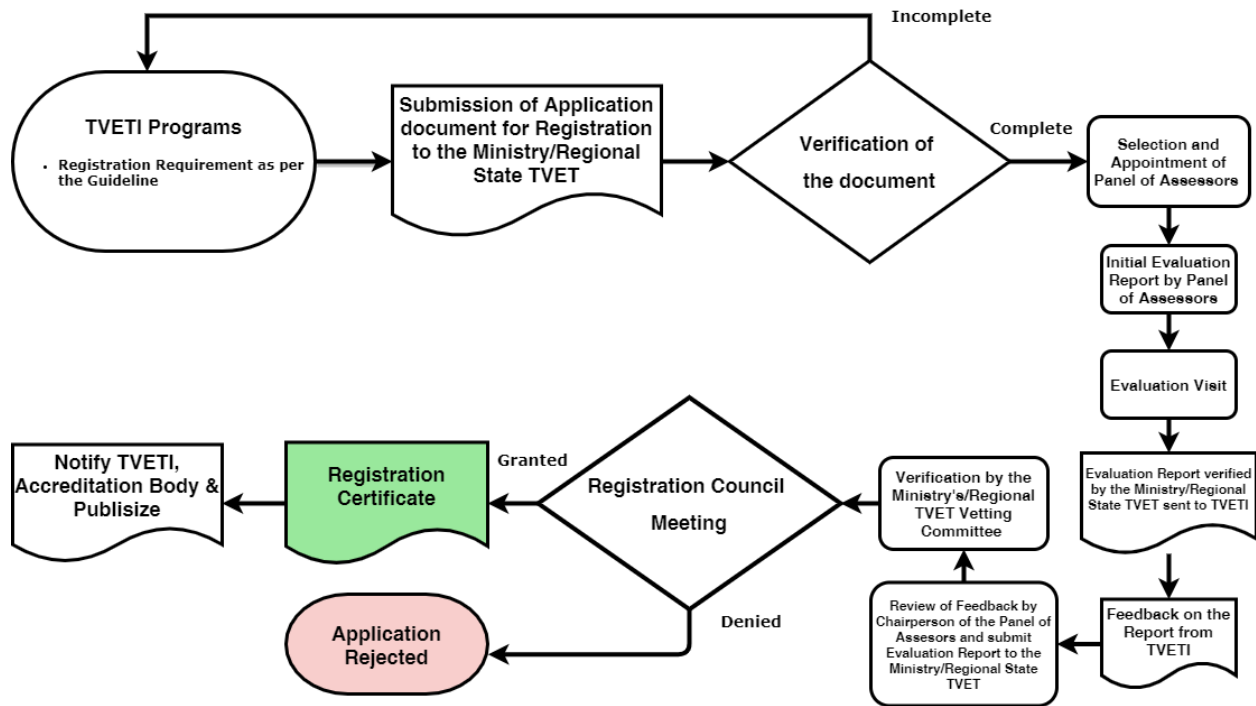 Incomplete
TVETI Programs
• Registration Requirement as per
the Guideline
Submission of Application
document for Registration
to the Ministry/Regional
State TVET
Verification of
the document
Complete
Selection and
Appointment of
Panel of Assessors
Initial Evaluation
Report by Panel
of Assessors
Evaluation Visit
Evaluation Report verified
by the Ministry/Regional
State TVET sent to TVETI
Feedback on the
Report from
TVETI
Review of Feedback by
Chairperson of the Panel of
Assesors and submit
Evaluation Report to the
Ministry/Regional State
TVET
Verification by the
Ministry's/Regional
TVET Vetting
Committee
Registration Council
Meeting
Granted
Registration
Certificate
Notify TVETI,
Accreditation Body &
Publisize
Denied
Application
Rejected